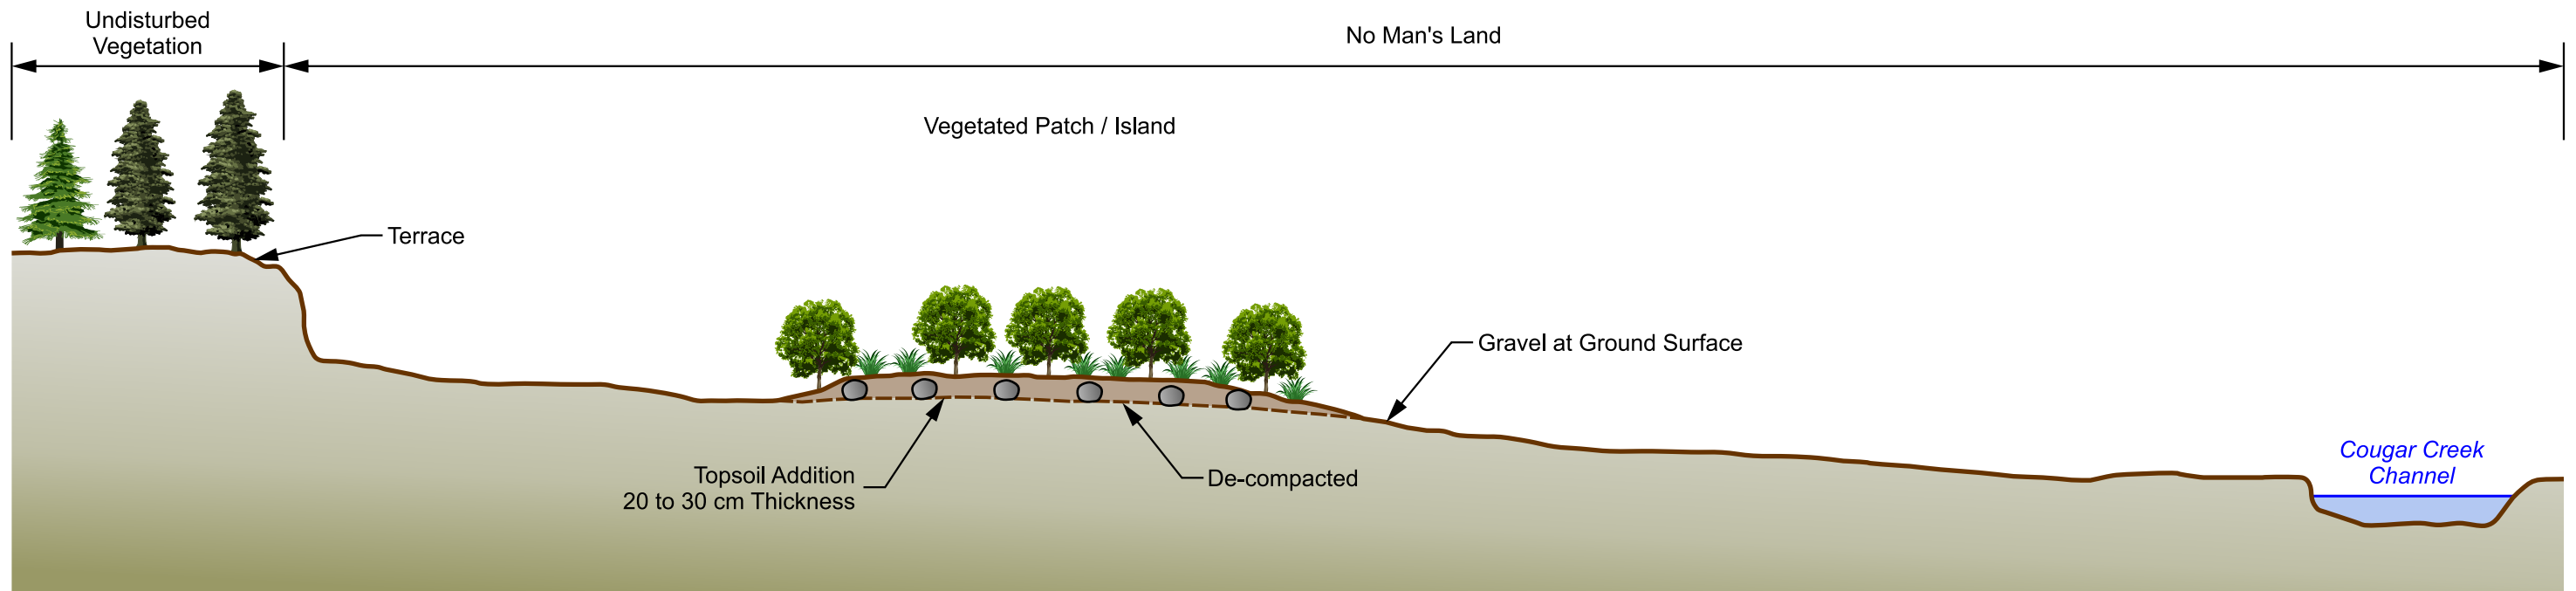 Undisturbed
Vegetation
No Man's Land
Vegetated Patch / Island
Terrace
Gravel at Ground Surface
Topsoil Addition
20 to 30 cm Thickness
De-compacted
Cougar Creek
Channel